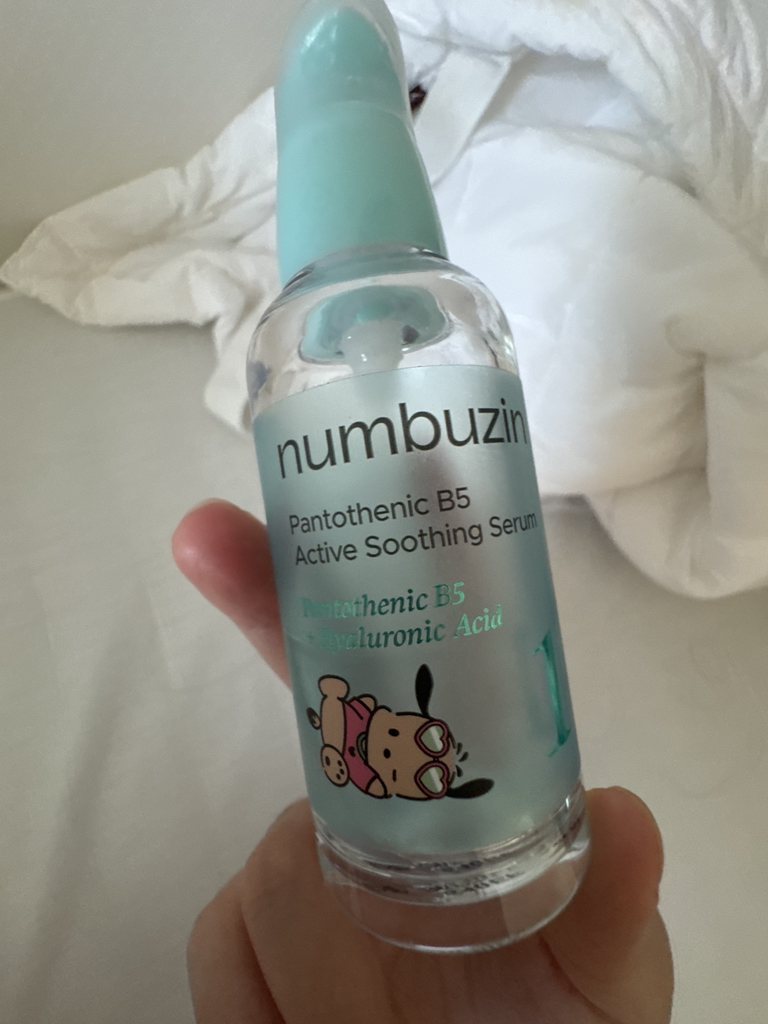 numbuzin
Pantothenic B5
Active Soothing Serum
Pantothenic B5
+ Hyaluronic Acid
1